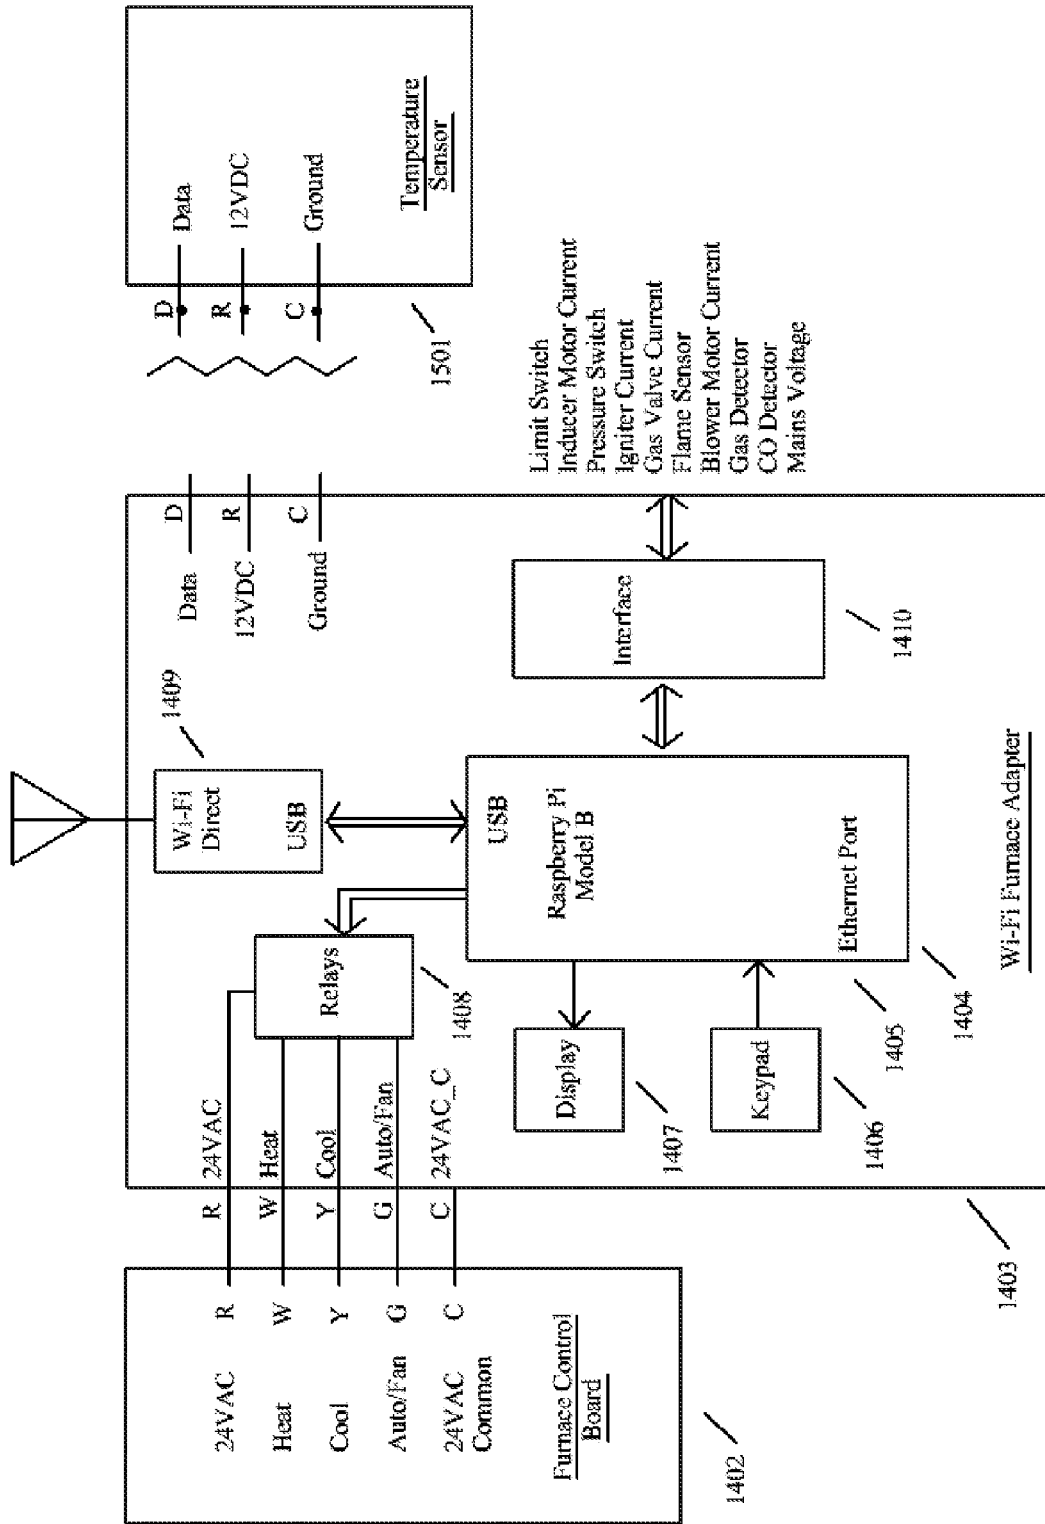 24VAC R
Heat W
Cool Y
Auto/Fan G
24VAC C
Common
Furnace Control
Board
1402
R 24VAC
W Heat
Y Cool
G Auto/Fan
C 24VAC_C
Relays
1408
Wi-Fi
Direct
USB
1409
Display
1407
Keypad
1406
USB
Raspberry Pi
Model B
Ethernet Port
1405
1404
Interface
1410
Wi-Fi Furnace Adapter
1403
Data D
12VDC R
Ground C
Limit Switch
Inducer Motor Current
Pressure Switch
Igniter Current
Gas Valve Current
Flame Sensor
Blower Motor Current
Gas Detector
CO Detector
Mains Voltage
D Data
R 12VDC
C Ground
Temperature
Sensor
1501